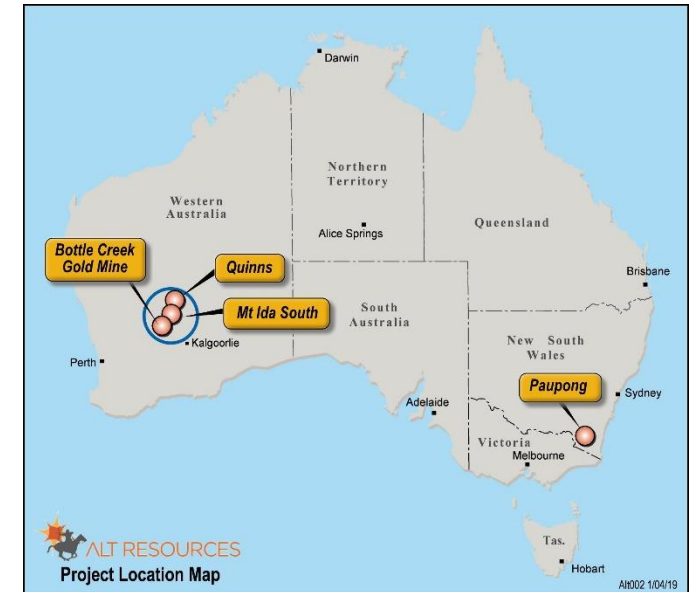 Darwin
Northern
Territory
Western
Australia
Alice Springs
Queensland
Bottle Creek
Gold Mine
Quinns
Brisbane
Mt Ida South
South
Australia
New South
Wales
Kalgoorlie
Perth
Paupong
Sydney
Adelaide
Victoria
Melbourne
Tas.
Hobart
ALT RESOURCES
Project Location Map
Alt002 1/04/19